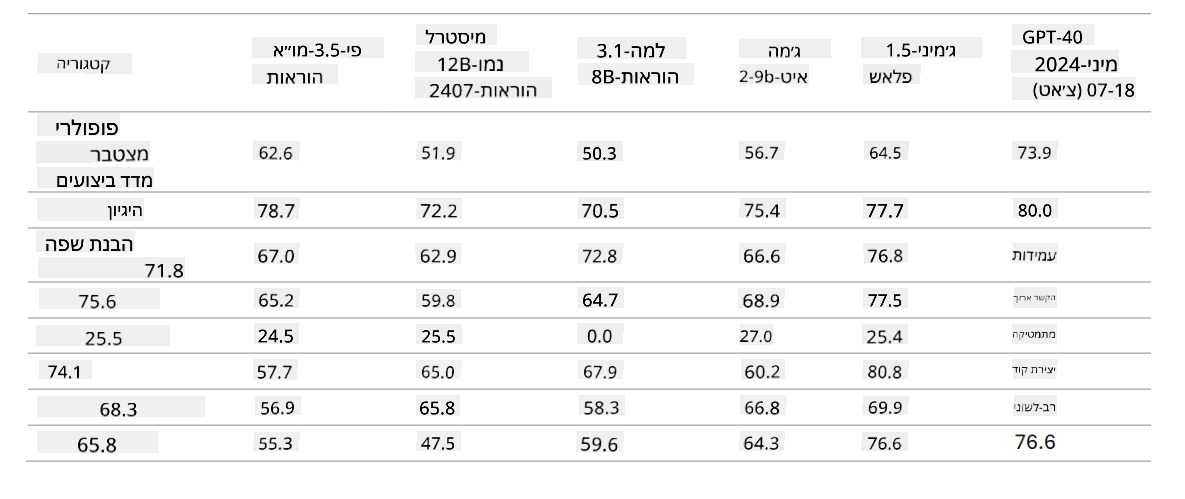 קטגוריה
פי-3.5-מו״א
הוראות
מיסטרל
נמו-12B
הוראות-2407
למה-3.1
הוראות-8B
ג׳מה
איט-2-9b
ג׳מיני-1.5
פלאש
GPT-40
מיני-2024
07-18 (צ׳אט)
פופולרי
מצטבר
מדד ביצועים
62.6 51.9 50.3 56.7 64.5 73.9
היגיון 78.7 72.2 70.5 75.4 77.7 80.0
הבנת שפה
71.8
67.0 62.9 72.8 66.6 76.8 עמידות
75.6 65.2 59.8 64.7 68.9 77.5 הקשר ארוך
25.5 24.5 25.5 0.0 27.0 25.4 מתמטיקה
74.1 57.7 65.0 67.9 60.2 80.8 יצירת קוד
68.3 56.9 65.8 58.3 66.8 69.9 רב-לשוני
65.8 55.3 47.5 59.6 64.3 76.6 76.6